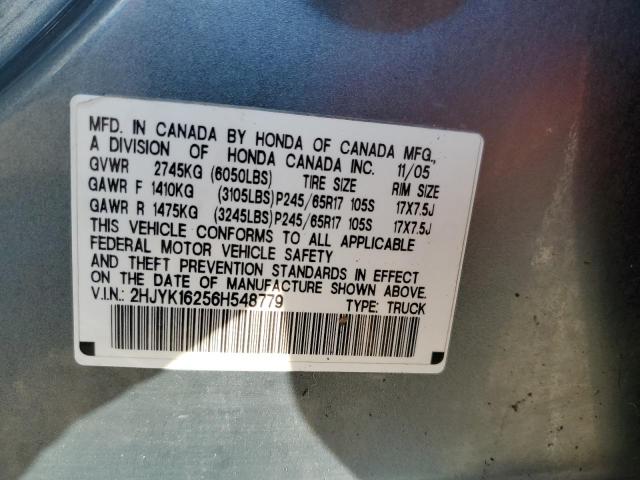 MFD. IN CANADA BY HONDA OF CANADA MFG.,
A DIVISION OF HONDA CANADA INC. 11/05
GVWR 2745KG (6050LBS) TIRE SIZE RIM SIZE
GAWR F 1410KG (3105LBS) P245/65R17 105S 17X7.5J
GAWR R 1475KG (3245LBS) P245/65R17 105S 17X7.5J
THIS VEHICLE CONFORMS TO ALL APPLICABLE
FEDERAL MOTOR VEHICLE SAFETY
AND THEFT PREVENTION STANDARDS IN EFFECT
ON THE DATE OF MANUFACTURE SHOWN ABOVE.
V.I.N.: 2HJYK16256H548779 TYPE: TRUCK